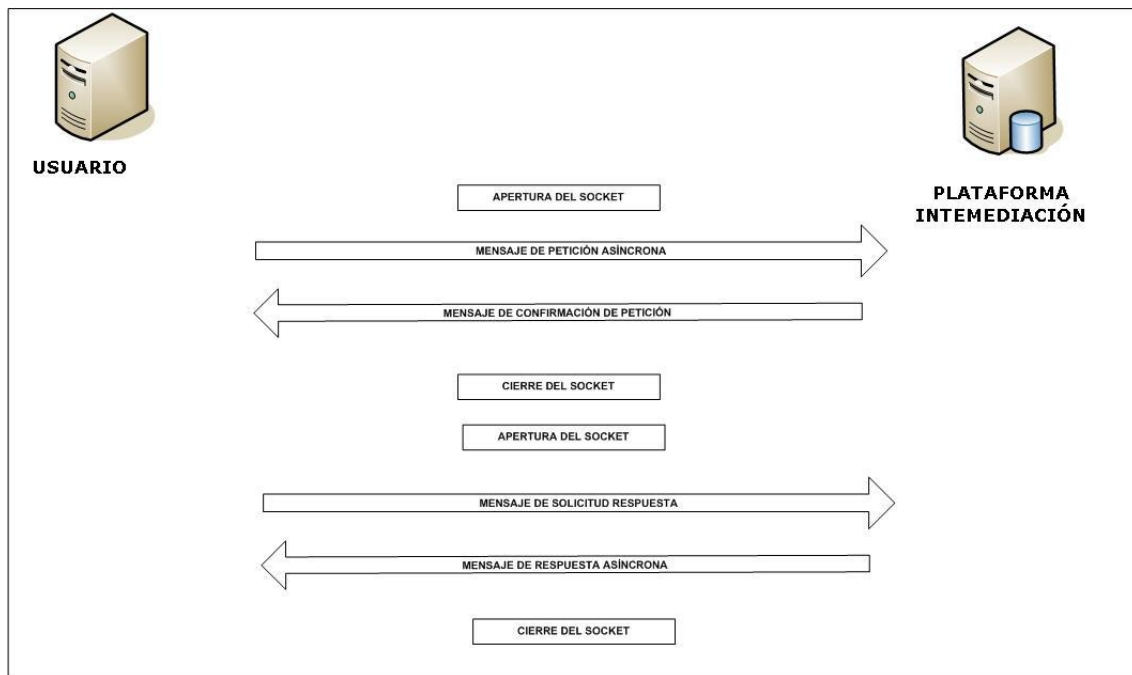 USUARIO
PLATAFORMA
INTEMEDIACIÓN
APERTURA DEL SOCKET
MENSAJE DE PETICIÓN ASÍNCRONA
MENSAJE DE CONFIRMACIÓN DE PETICIÓN
CIERRE DEL SOCKET
APERTURA DEL SOCKET
MENSAJE DE SOLICITUD RESPUESTA
MENSAJE DE RESPUESTA ASÍNCRONA
CIERRE DEL SOCKET